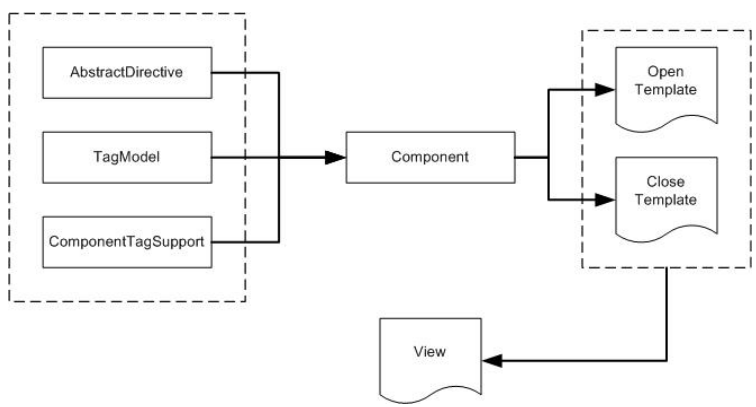 AbstractDirective
TagModel
ComponentTagSupport
Component
Open
Template
Close
Template
View